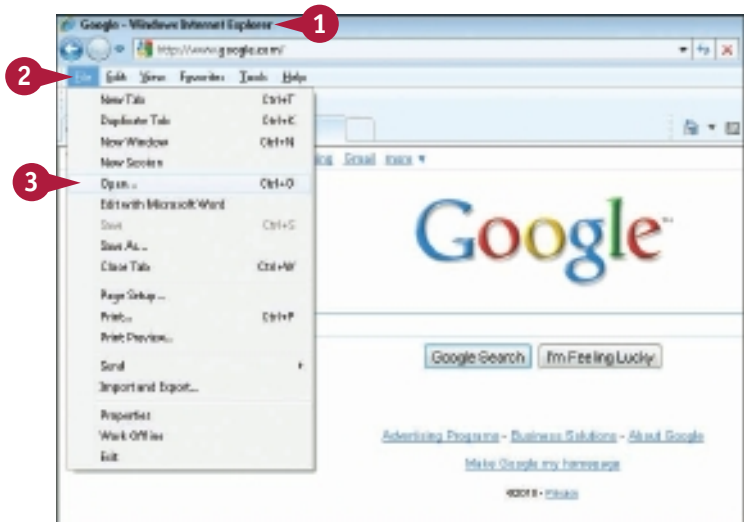 Google - Windows Internet Explorer
1
http://www.google.com/
2
File Edit View Favorites Tools Help
New Tab Ctrl+T
Duplicate Tab Ctrl+K
New Window Ctrl+N
New Session
Gmail more ▼
3
Open... Ctrl+O
Edit with Microsoft Word
Save Ctrl+S
Save As...
Close Tab Ctrl+W
Google™
Page Setup...
Print... Ctrl+P
Print Preview...
Google Search I'm Feeling Lucky
Send
Import and Export...
Properties
Work Offline
Exit
Advertising Programs - Business Solutions - About Google
Make Google my homepage
©2010 - Privacy